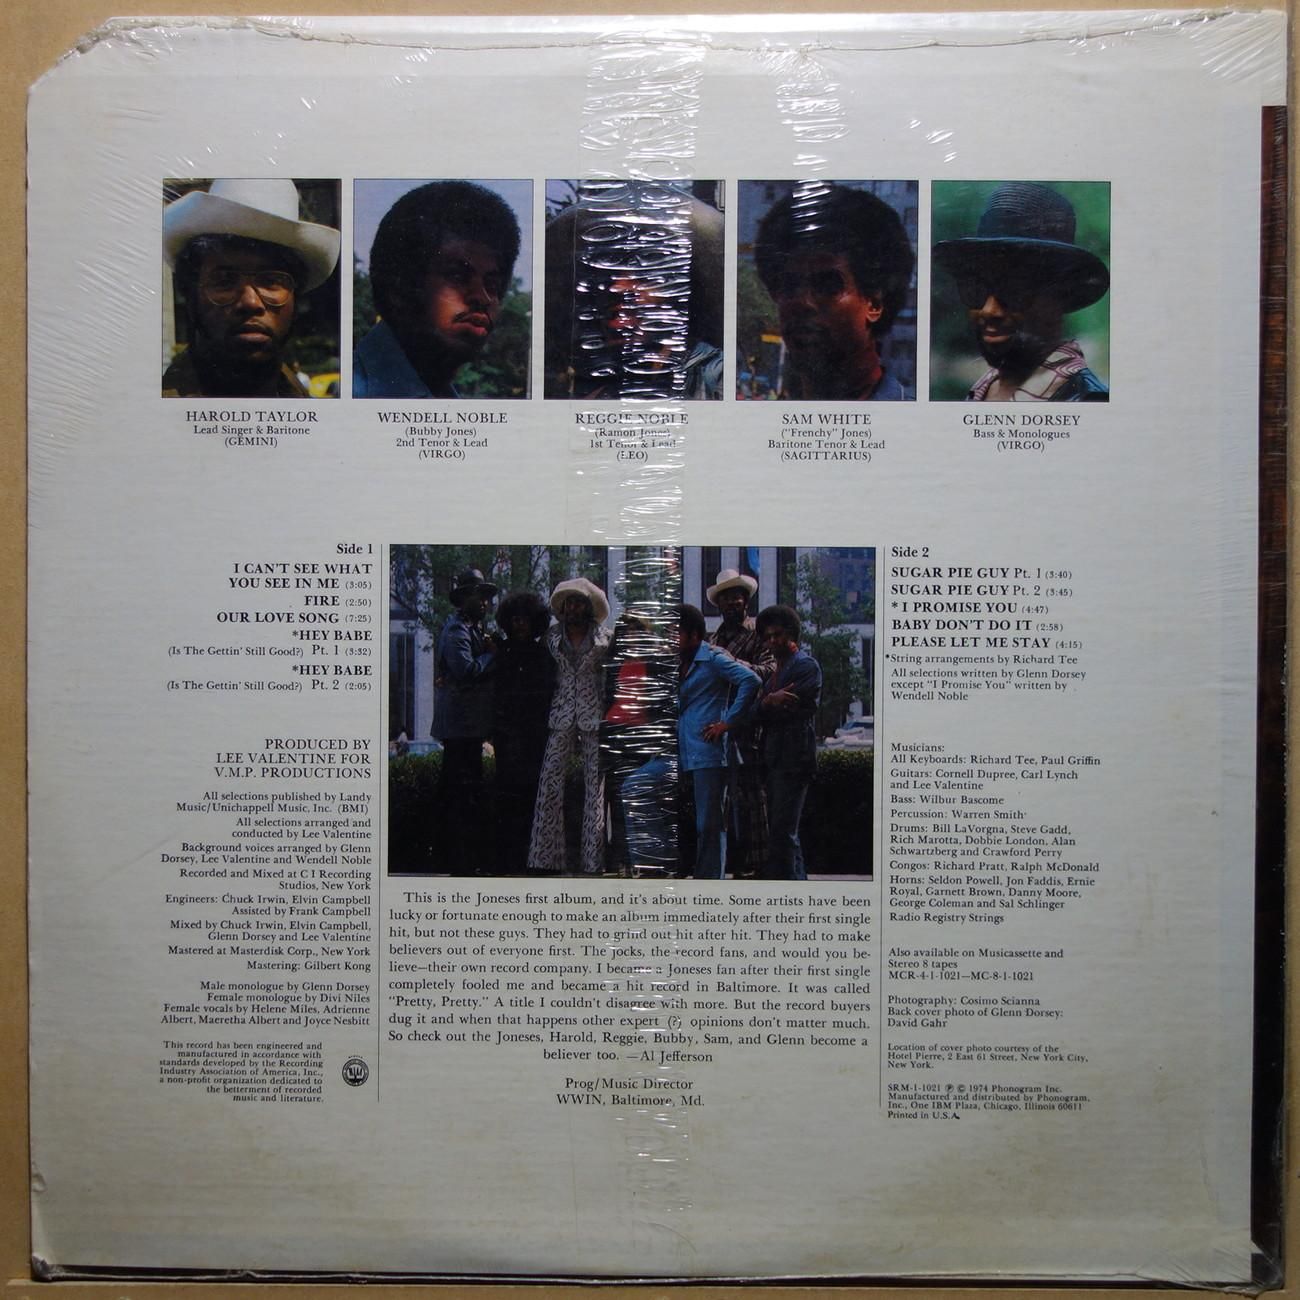 HAROLD TAYLOR
Lead Singer & Baritone
(GEMINI)
WENDELL NOBLE
(Bubby Jones)
2nd Tenor & Lead
(VIRGO)
REGGIE NOBLE
(Ramon Jones)
1st Tenor & Lead
(LEO)
SAM WHITE
("Frenchy" Jones)
Baritone Tenor & Lead
(SAGITTARIUS)
GLENN DORSEY
Bass & Monologues
(VIRGO)
Side 1
I CAN'T SEE WHAT
YOU SEE IN ME (3:05)
FIRE (2:50)
OUR LOVE SONG (7:25)
*HEY BABE
(Is The Gettin' Still Good?) Pt. 1 (3:32)
*HEY BABE
(Is The Gettin' Still Good?) Pt. 2 (2:05)
PRODUCED BY
LEE VALENTINE FOR
V.M.P. PRODUCTIONS
All selections published by Landy
Music/Unichappell Music, Inc. (BMI)
All selections arranged and
conducted by Lee Valentine
Background voices arranged by Glenn
Dorsey, Lee Valentine and Wendell Noble
Recorded and Mixed at C I Recording
Studios, New York
Engineers: Chuck Irwin, Elvin Campbell
Assisted by Frank Campbell
Mixed by Chuck Irwin, Elvin Campbell,
Glenn Dorsey and Lee Valentine
Mastered at Masterdisk Corp., New York
Mastering: Gilbert Kong
Male monologue by Glenn Dorsey
Female monologue by Divi Niles
Female vocals by Helene Miles, Adrienne
Albert, Maeretha Albert and Joyce Nesbitt
This record has been engineered and
manufactured in accordance with
standards developed by the Recording
Industry Association of America, Inc.,
a non-profit organization dedicated to
the betterment of recorded
music and literature.
This is the Joneses first album, and it's about time. Some artists have been
lucky or fortunate enough to make an album immediately after their first single
hit, but not these guys. They had to grind out hit after hit. They had to make
believers out of everyone first. The jocks, the record fans, and would you be-
lieve—their own record company. I became a Joneses fan after their first single
completely fooled me and became a hit record in Baltimore. It was called
"Pretty, Pretty." A title I couldn't disagree with more. But the record buyers
dug it and when that happens other expert (?) opinions don't matter much.
So check out the Joneses, Harold, Reggie, Bubby, Sam, and Glenn become a
believer too. —Al Jefferson
Prog/Music Director
WWIN, Baltimore, Md.
Side 2
SUGAR PIE GUY Pt. 1 (3:40)
SUGAR PIE GUY Pt. 2 (3:45)
* I PROMISE YOU (4:47)
BABY DON'T DO IT (2:58)
PLEASE LET ME STAY (4:15)
*String arrangements by Richard Tee
All selections written by Glenn Dorsey
except "I Promise You" written by
Wendell Noble
Musicians:
All Keyboards: Richard Tee, Paul Griffin
Guitars: Cornell Dupree, Carl Lynch
and Lee Valentine
Bass: Wilbur Bascome
Percussion: Warren Smith
Drums: Bill LaVorgna, Steve Gadd,
Rich Marotta, Dobbie London, Alan
Schwartzberg and Crawford Perry
Congos: Richard Pratt, Ralph McDonald
Horns: Seldon Powell, Jon Faddis, Ernie
Royal, Garnett Brown, Danny Moore,
George Coleman and Sal Schlinger
Radio Registry Strings
Also available on Musicassette and
Stereo 8 tapes
MCR-4-1-1021—MC-8-1-1021
Photography: Cosimo Scianna
Back cover photo of Glenn Dorsey:
David Gahr
Location of cover photo courtesy of the
Hotel Pierre, 2 East 61 Street, New York City,
New York.
SRM-1-1021 Ⓟ © 1974 Phonogram Inc.
Manufactured and distributed by Phonogram,
Inc., One IBM Plaza, Chicago, Illinois 60611
Printed in U.S.A.